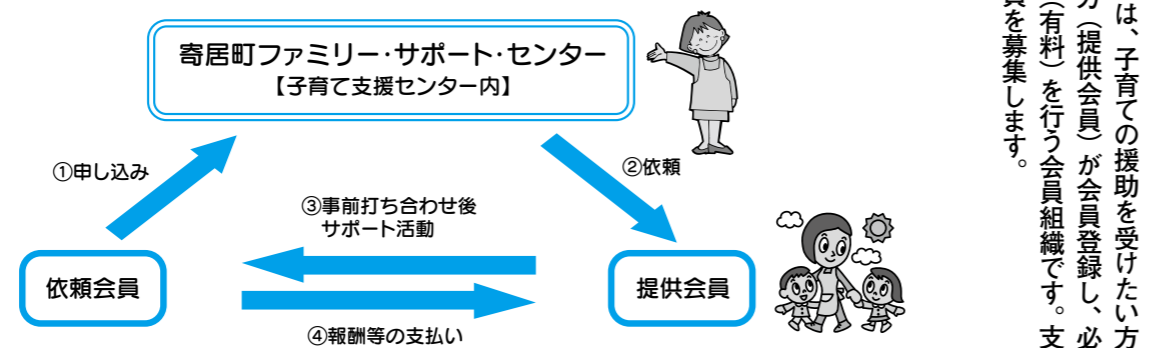 は、子育ての援助を受けたい方
方（提供会員）が会員登録し、必
（有料）を行う会員組織です。支
員を募集します。
寄居町ファミリー・サポート・センター
【子育て支援センター内】
①申し込み
②依頼
③事前打ち合わせ後
サポート活動
依頼会員
提供会員
④報酬等の支払い